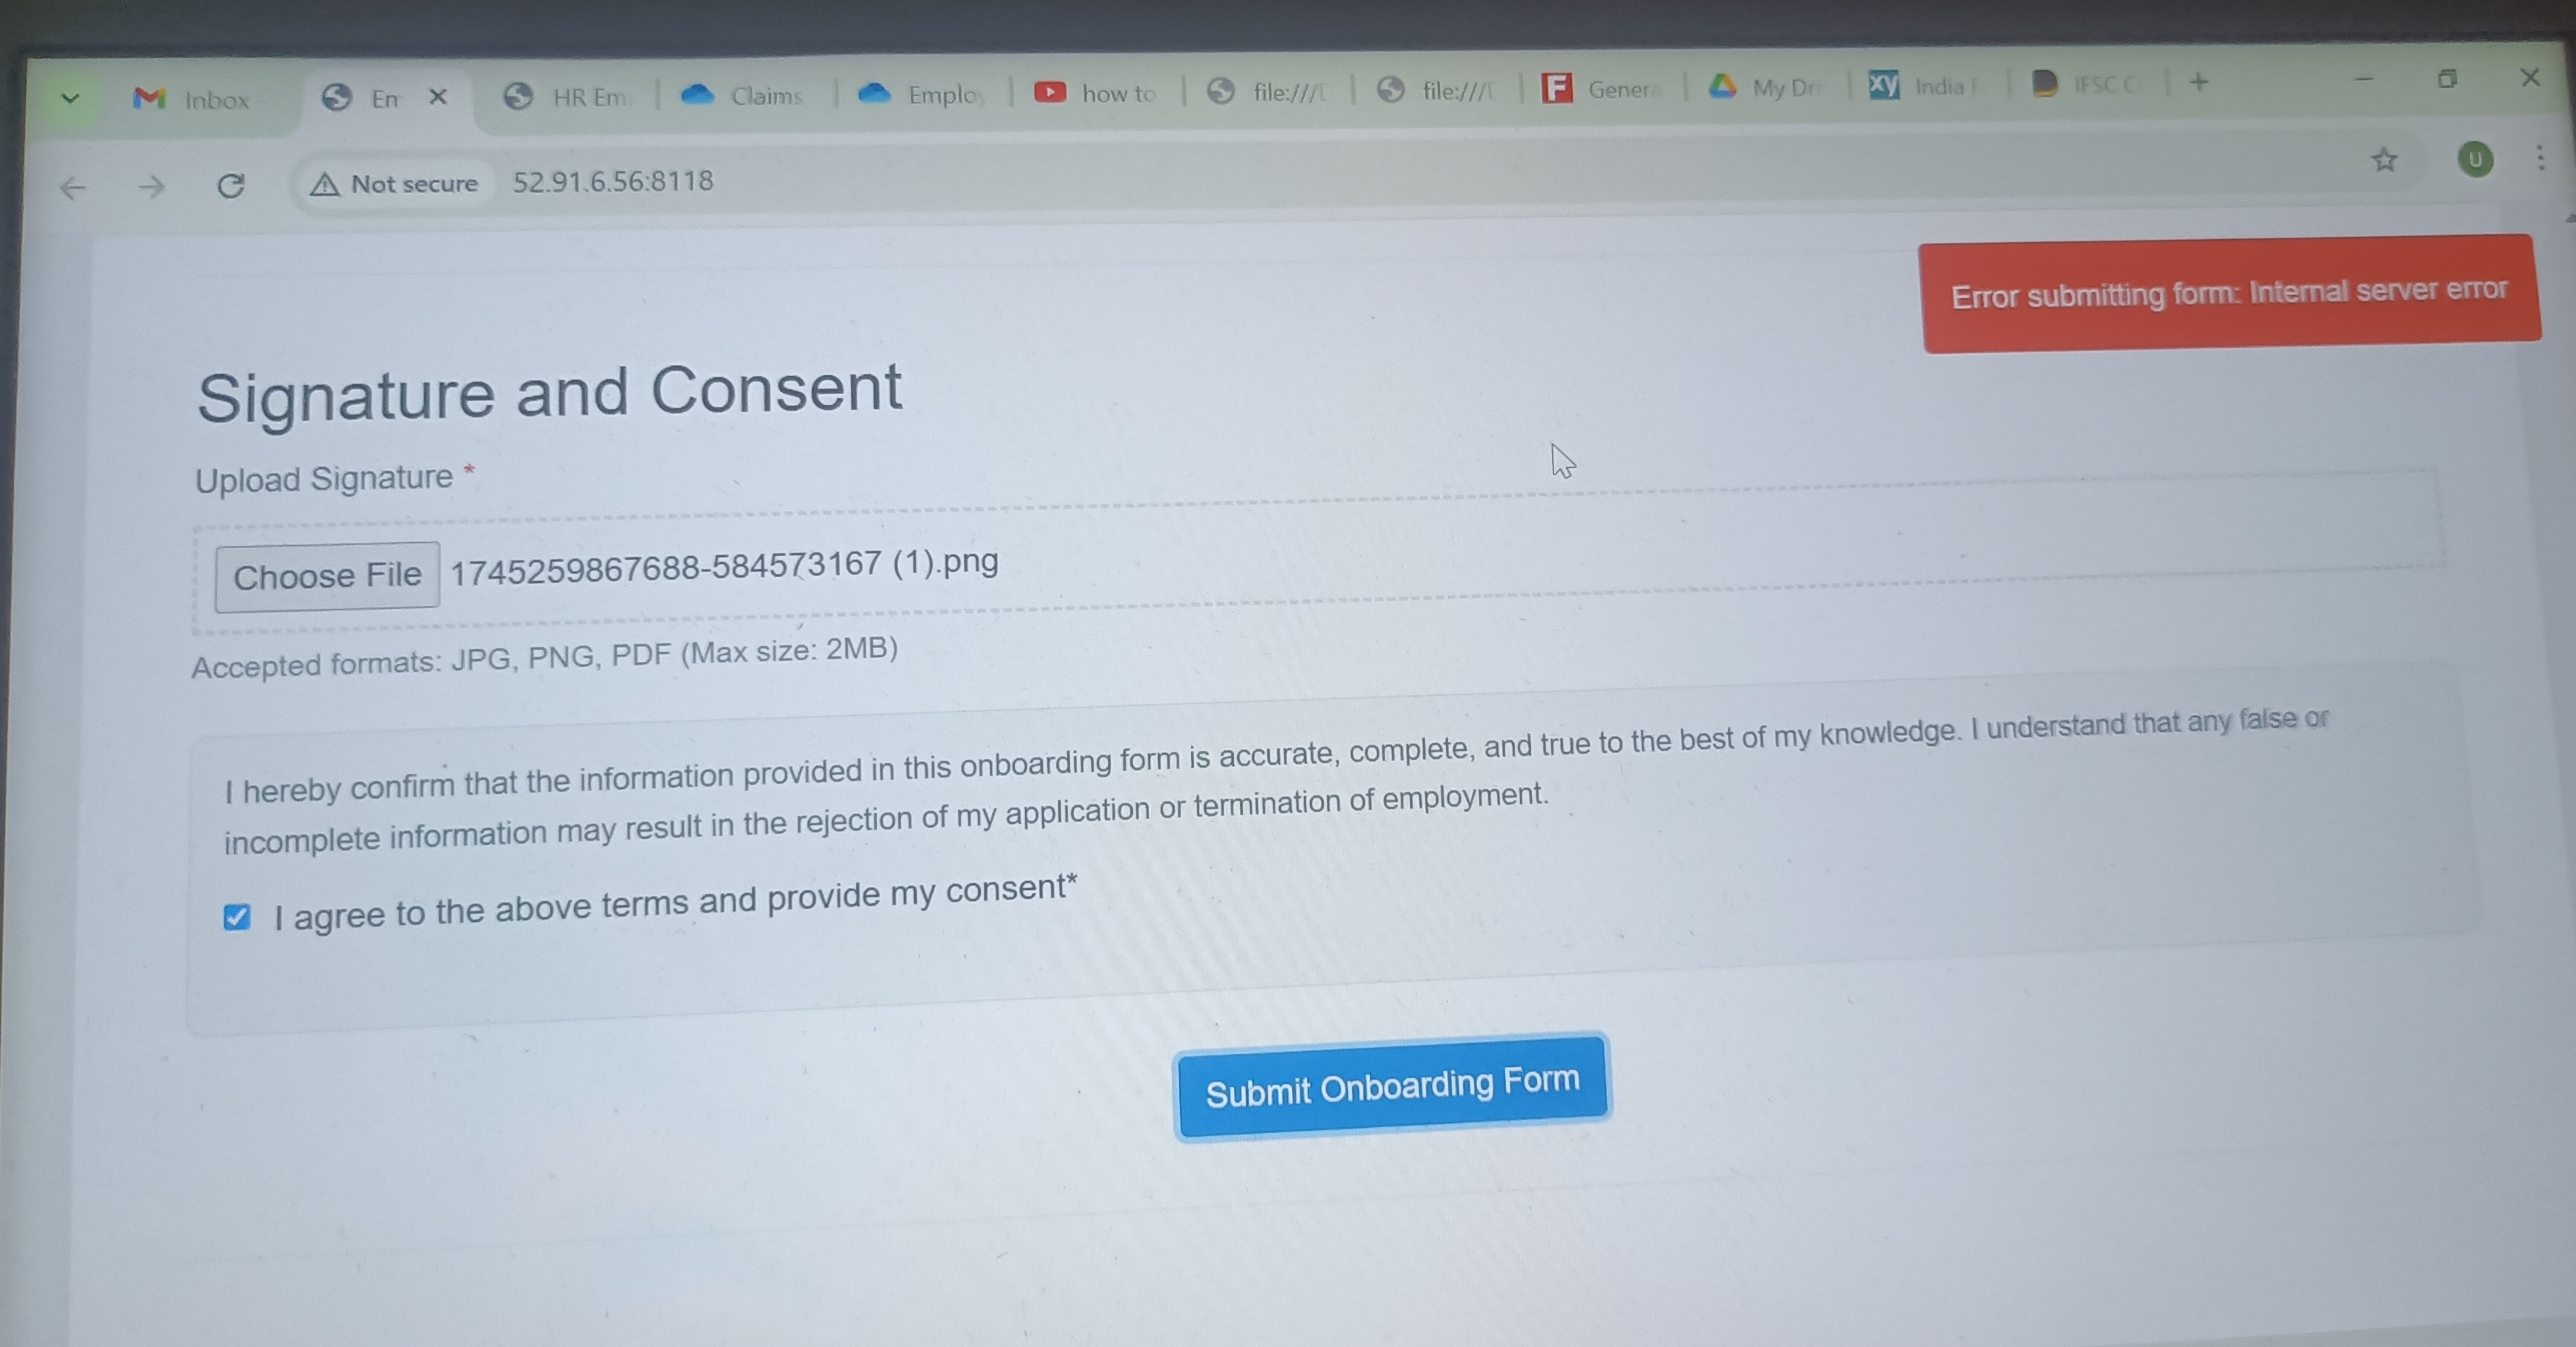 Inbox
En
HR Em
Claims
Employ
how to
file:///
file:///
Genera
My Dri
India
IFSC C
Not secure
52.91.6.56:8118
U
Error submitting form: Internal server error
Signature and Consent
Upload Signature *
Choose File 1745259867688-584573167 (1).png
Accepted formats: JPG, PNG, PDF (Max size: 2MB)
I hereby confirm that the information provided in this onboarding form is accurate, complete, and true to the best of my knowledge. I understand that any false or
incomplete information may result in the rejection of my application or termination of employment.
I agree to the above terms and provide my consent*
Submit Onboarding Form